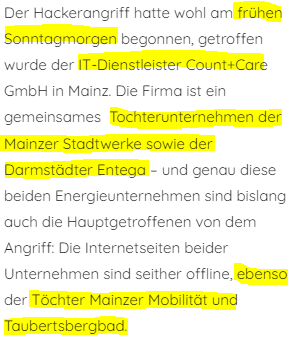 Der Hackerangriff hatte wohl am frühen
Sonntagmorgen begonnen, getroffen
wurde der IT-Dienstleister Count+Care
GmbH in Mainz. Die Firma ist ein
gemeinsames Tochterunternehmen der
Mainzer Stadtwerke sowie der
Darmstädter Entega – und genau diese
beiden Energieunternehmen sind bislang
auch die Hauptgetroffenen von dem
Angriff: Die Internetseiten beider
Unternehmen sind seither offline, ebenso
der Töchter Mainzer Mobilität und
Taubertsbergbad.